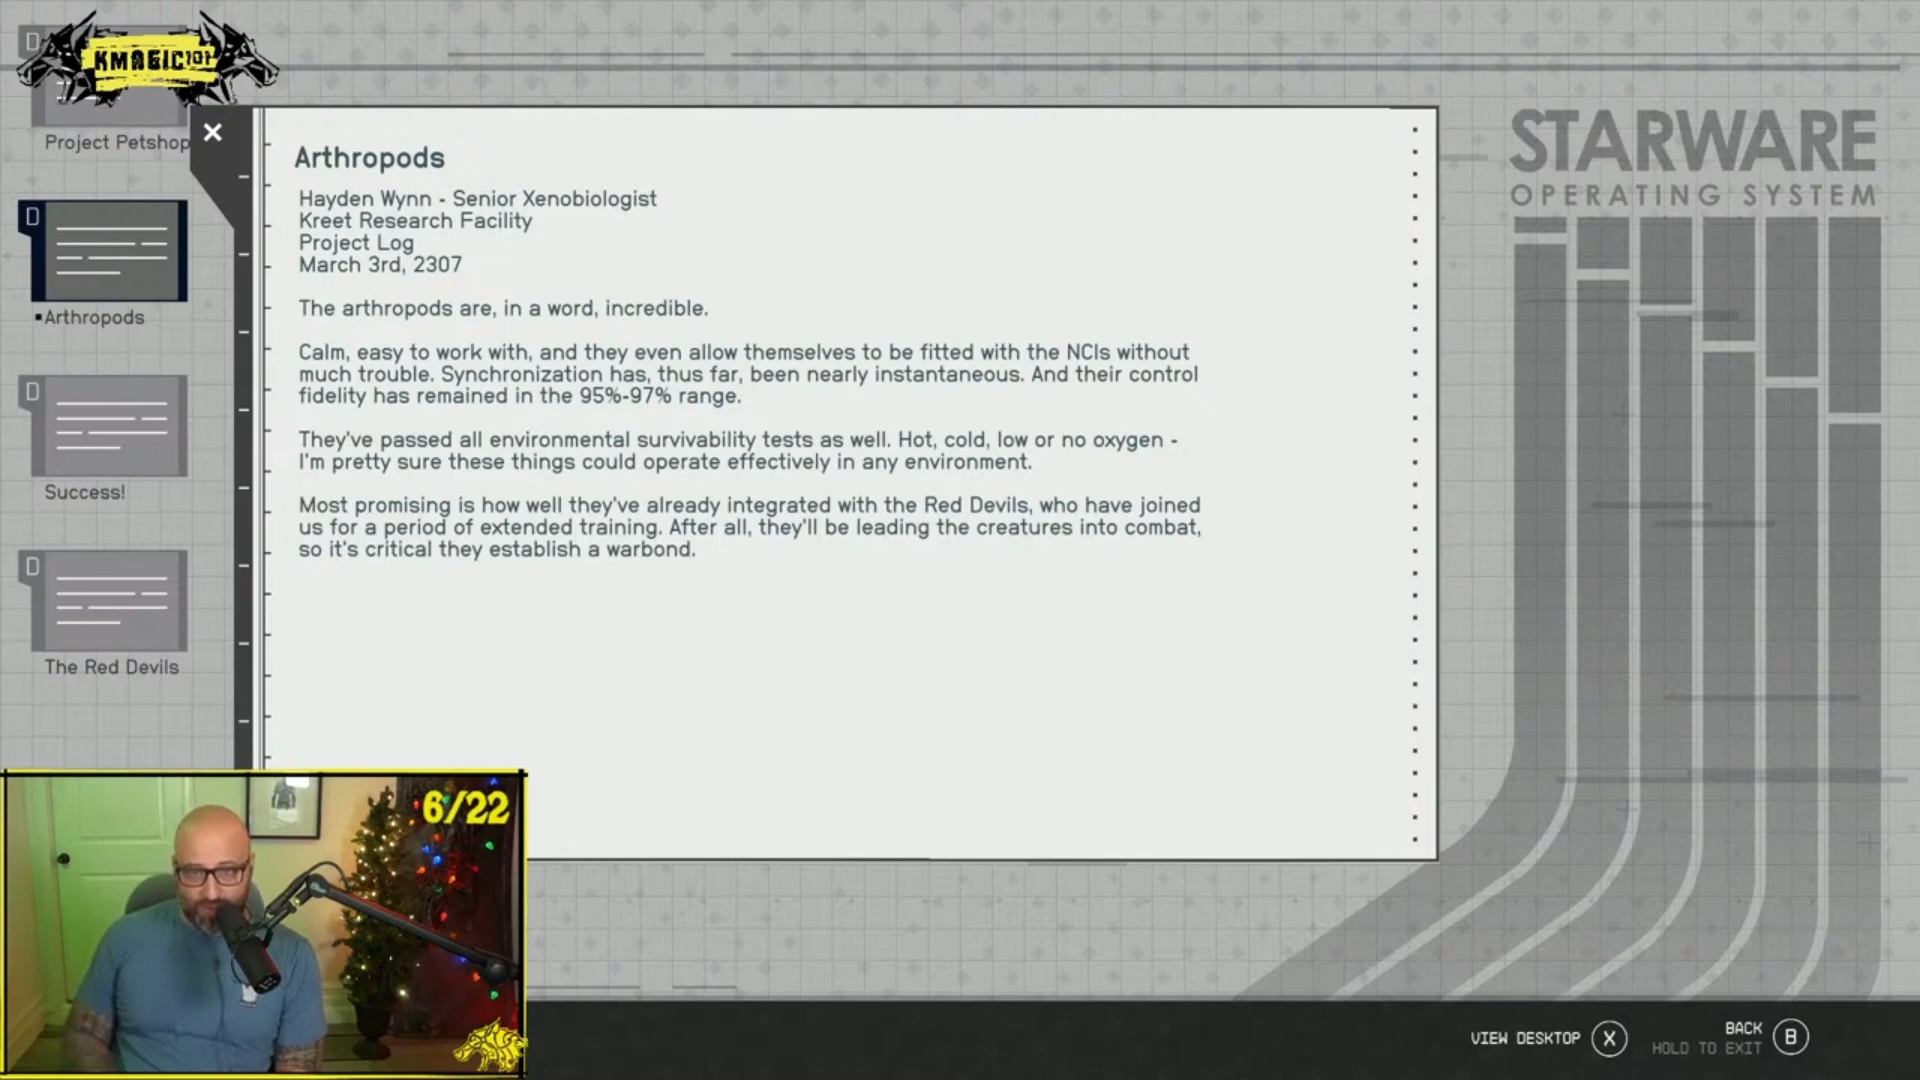 D
KMAGIC101
Project Petshop
D
Arthropods
D
Success!
D
The Red Devils
Arthropods
Hayden Wynn - Senior Xenobiologist
Kreet Research Facility
Project Log
March 3rd, 2307
The arthropods are, in a word, incredible.
Calm, easy to work with, and they even allow themselves to be fitted with the NCIs without
much trouble. Synchronization has, thus far, been nearly instantaneous. And their control
fidelity has remained in the 95%-97% range.
They've passed all environmental survivability tests as well. Hot, cold, low or no oxygen -
I'm pretty sure these things could operate effectively in any environment.
Most promising is how well they've already integrated with the Red Devils, who have joined
us for a period of extended training. After all, they'll be leading the creatures into combat,
so it's critical they establish a warbond.
STARWARE
OPERATING SYSTEM
6/22
VIEW DESKTOP X
BACK B
HOLD TO EXIT